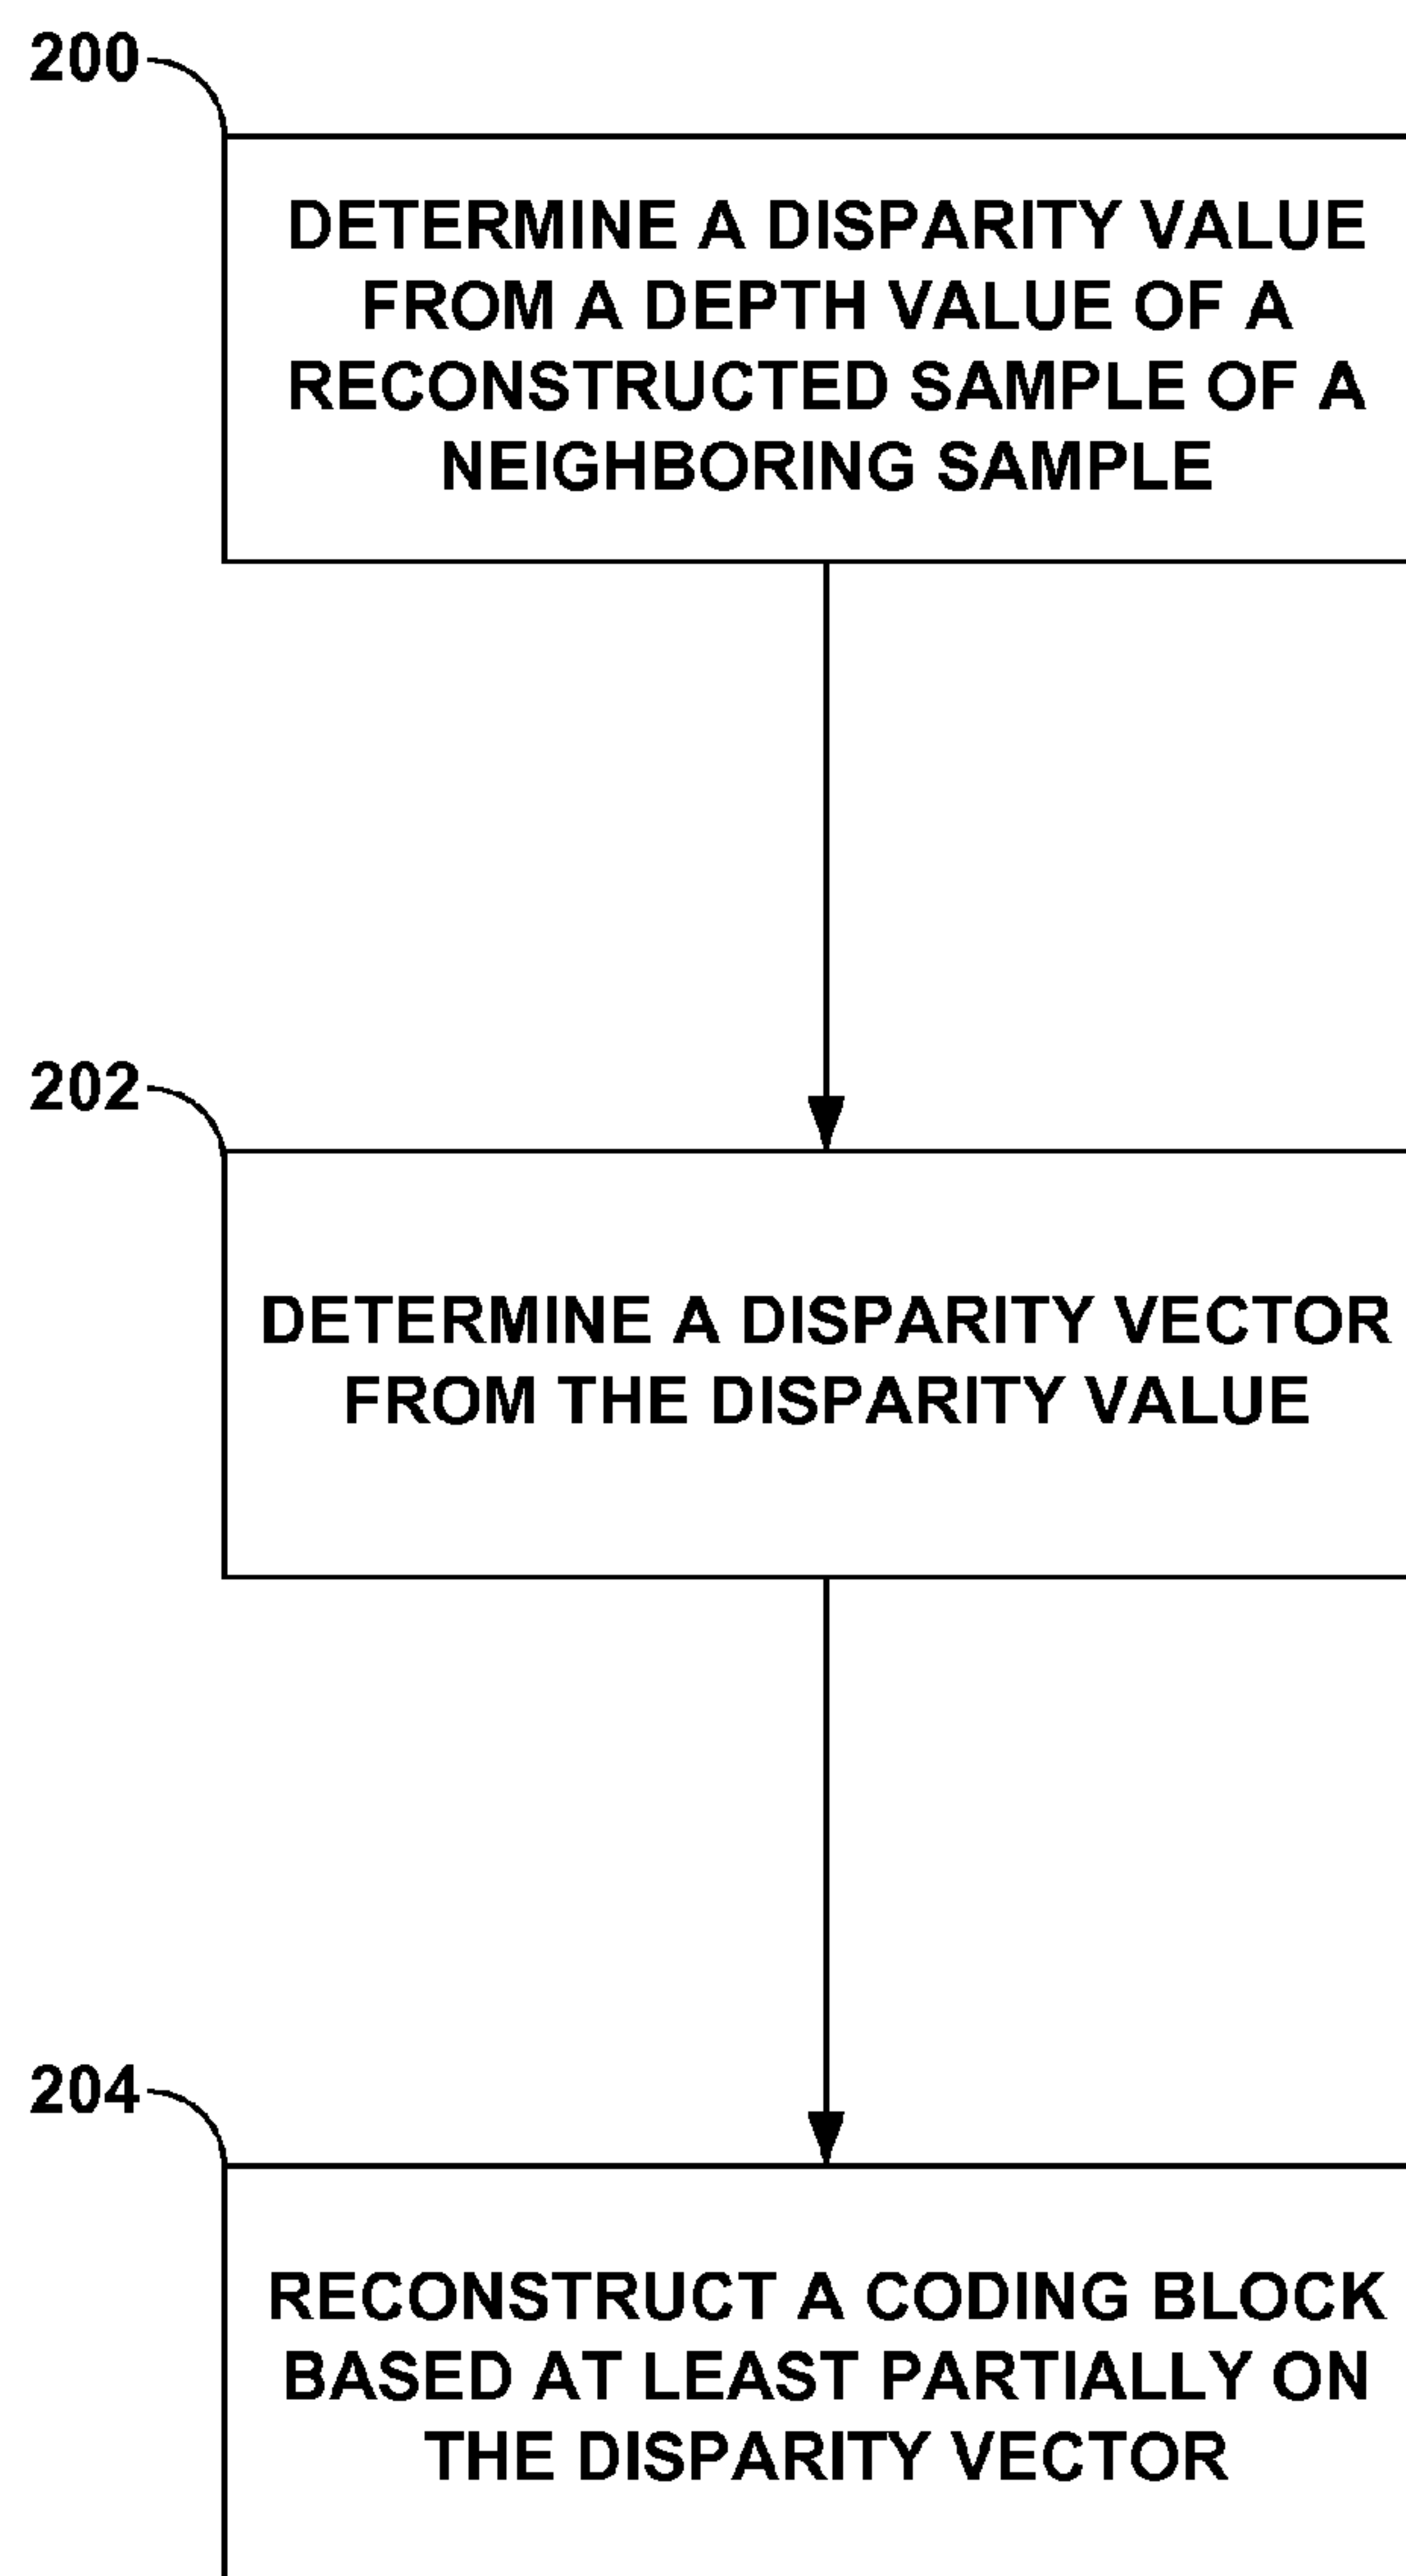 200
DETERMINE A DISPARITY VALUE
FROM A DEPTH VALUE OF A
RECONSTRUCTED SAMPLE OF A
NEIGHBORING SAMPLE
202
DETERMINE A DISPARITY VECTOR
FROM THE DISPARITY VALUE
204
RECONSTRUCT A CODING BLOCK
BASED AT LEAST PARTIALLY ON
THE DISPARITY VECTOR